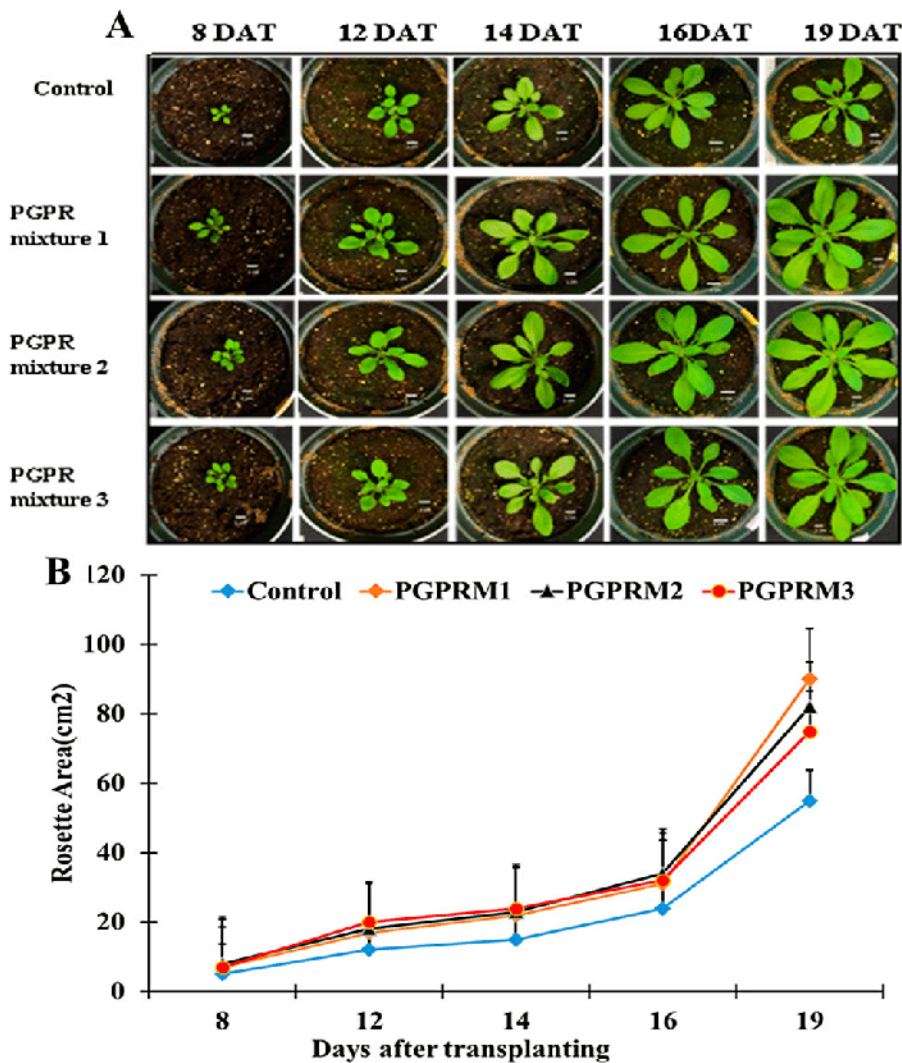 A
8 DAT 12 DAT 14 DAT 16DAT 19 DAT
Control
PGPR
mixture 1
PGPR
mixture 2
PGPR
mixture 3
B
120
Control PGPRM1 PGPRM2 PGPRM3
100
80
60
40
20
0
Rosette Area(cm2)
8 12 14 16 19
Days after transplanting